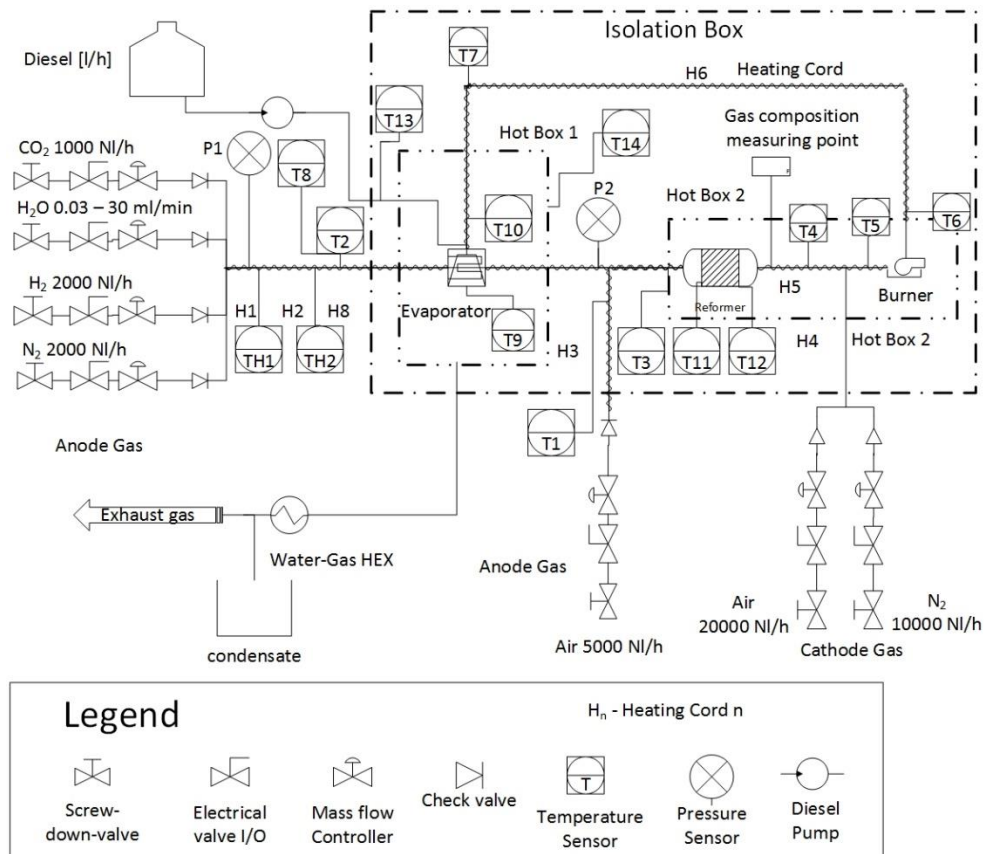 Isolation Box
Diesel [l/h]
T7
H6
Heating Cord
T13
Gas composition
measuring point
Hot Box 1
T14
P1
CO₂ 1000 Nl/h
T8
P2
Hot Box 2
H₂O 0.03 – 30 ml/min
T2
T10
T4
T5
T6
H₂ 2000 Nl/h
H1
H2
H8
Evaporator
T9
Reformer
H5
Burner
N₂ 2000 Nl/h
TH1
TH2
H3
T3
T11
T12
H4
Hot Box 2
T1
Anode Gas
Exhaust gas
Water-Gas HEX
Anode Gas
condensate
Air 5000 Nl/h
Air
20000 Nl/h
N₂
10000 Nl/h
Cathode Gas
Legend
Hₙ - Heating Cord n
T
Screw-
down-valve
Electrical
valve I/O
Mass flow
Controller
Check valve
Temperature
Sensor
Pressure
Sensor
Diesel
Pump